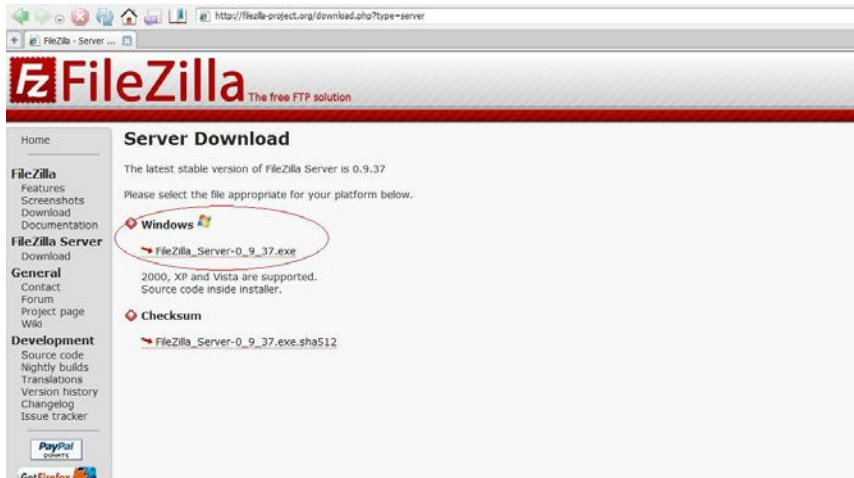 http://filezilla-project.org/download.php?type=server
FileZilla - Server ...
FileZilla The free FTP solution
Home
FileZilla
Features
Screenshots
Download
Documentation
FileZilla Server
Download
General
Contact
Forum
Project page
Wiki
Development
Source code
Nightly builds
Translations
Version history
Changelog
Issue tracker
PayPal
DONATE
GetFirefox
Server Download
The latest stable version of FileZilla Server is 0.9.37
Please select the file appropriate for your platform below.
Windows
FileZilla_Server-0_9_37.exe
2000, XP and Vista are supported.
Source code inside installer.
Checksum
FileZilla_Server-0_9_37.exe.sha512